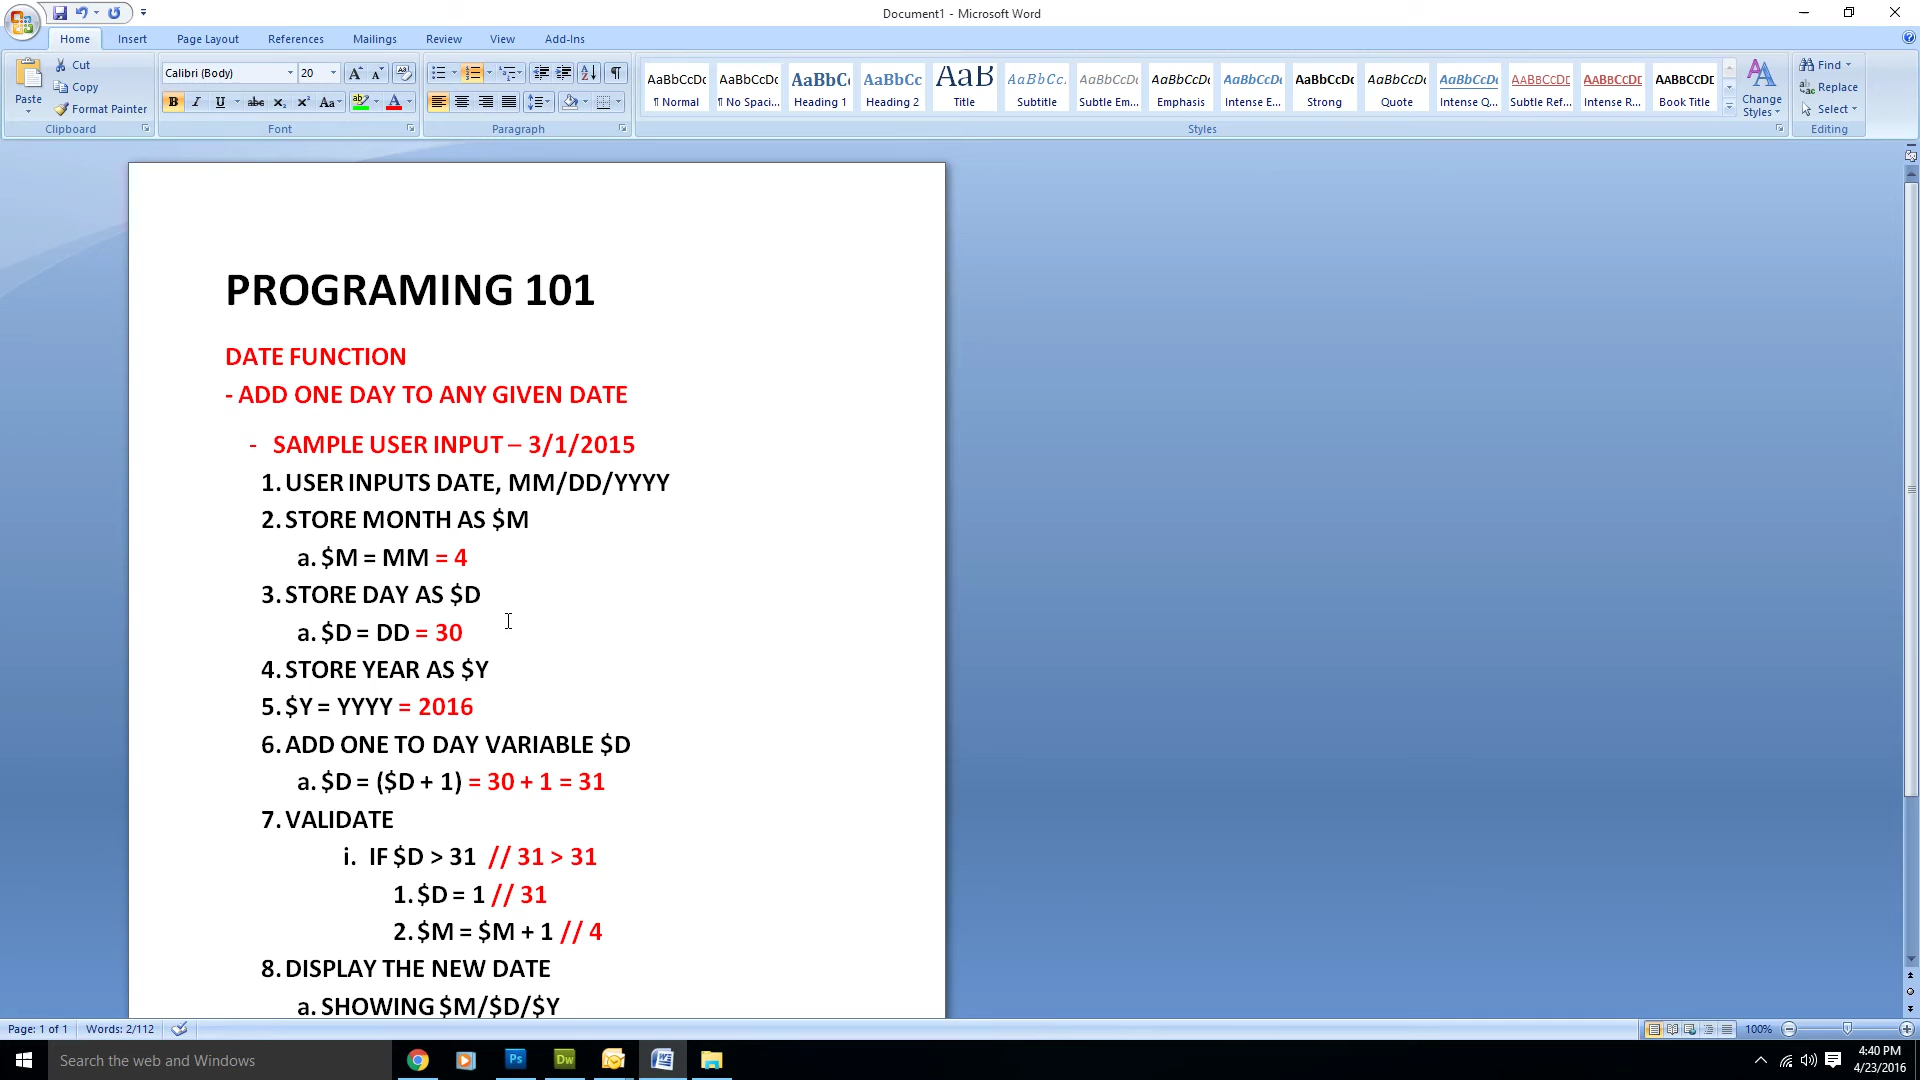 Document1 - Microsoft Word
Home Insert Page Layout References Mailings Review View Add-Ins
Paste
Cut
Copy
Format Painter
Clipboard
Calibri (Body) 20
Font
Paragraph
AaBbCcDc AaBbCcDc AaBbC AaBbCc AaB AaBbCc. AaBbCcDc AaBbCcDc AaBbCcDc AaBbCcDc AaBbCcDc AaBbCcDc AABBCCDD AABBCCDD AABBCCDD
¶ Normal ¶ No Spaci... Heading 1 Heading 2 Title Subtitle Subtle Em... Emphasis Intense E... Strong Quote Intense Q... Subtle Ref... Intense R... Book Title
Change Styles
Styles
Find
Replace
Select
Editing
PROGRAMING 101
DATE FUNCTION
- ADD ONE DAY TO ANY GIVEN DATE
- SAMPLE USER INPUT – 3/1/2015
1. USER INPUTS DATE, MM/DD/YYYY
2. STORE MONTH AS $M
a. $M = MM = 4
3. STORE DAY AS $D
a. $D = DD = 30
4. STORE YEAR AS $Y
5. $Y = YYYY = 2016
6. ADD ONE TO DAY VARIABLE $D
a. $D = ($D + 1) = 30 + 1 = 31
7. VALIDATE
i. IF $D > 31 // 31 > 31
1. $D = 1 // 31
2. $M = $M + 1 // 4
8. DISPLAY THE NEW DATE
a. SHOWING $M/$D/$Y
Page: 1 of 1 Words: 2/112 100%
Search the web and Windows
4:40 PM
4/23/2016